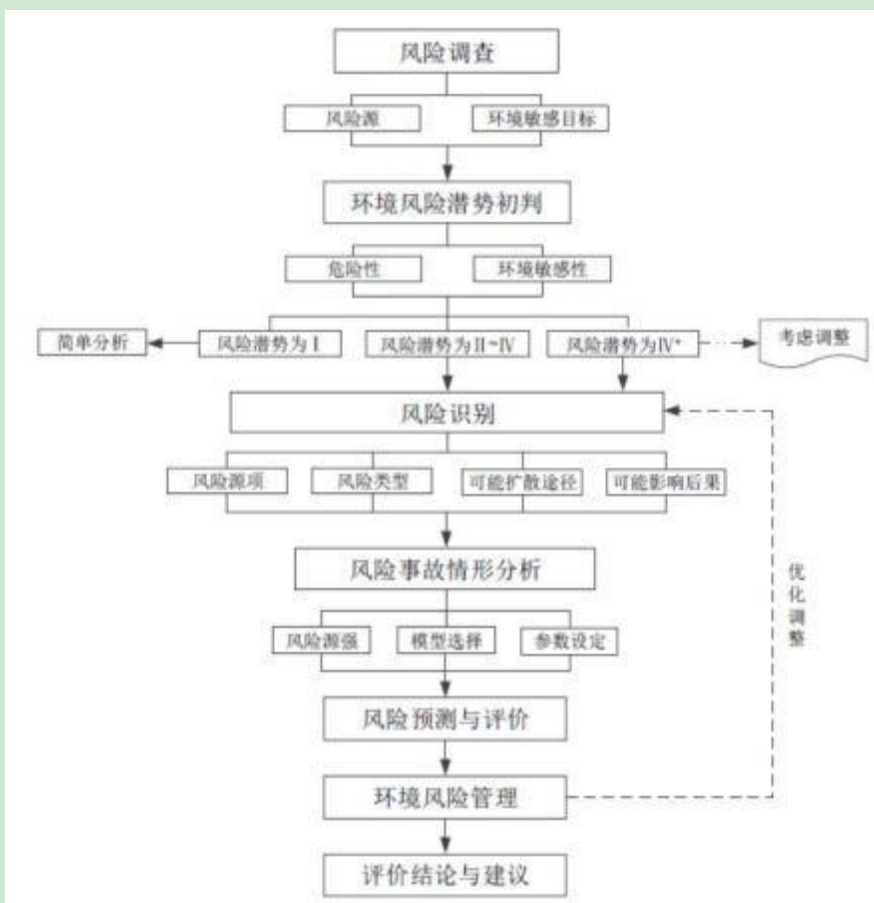 风险调查
风险源
环境敏感目标
环境风险潜势初判
危险性
环境敏感性
简单分析
风险潜势为Ⅰ
风险潜势为Ⅱ~Ⅳ
风险潜势为Ⅳ+
考虑调整
风险识别
风险源项
风险类型
可能扩散途径
可能影响后果
风险事故情形分析
优化调整
风险源强
模型选择
参数设定
风险预测与评价
环境风险管理
评价结论与建议